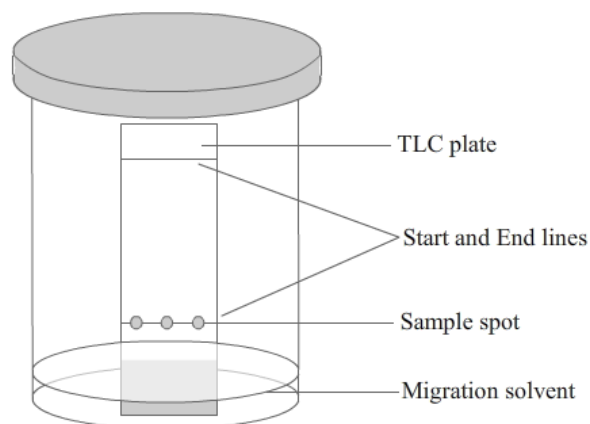 TLC plate
Start and End lines
Sample spot
Migration solvent